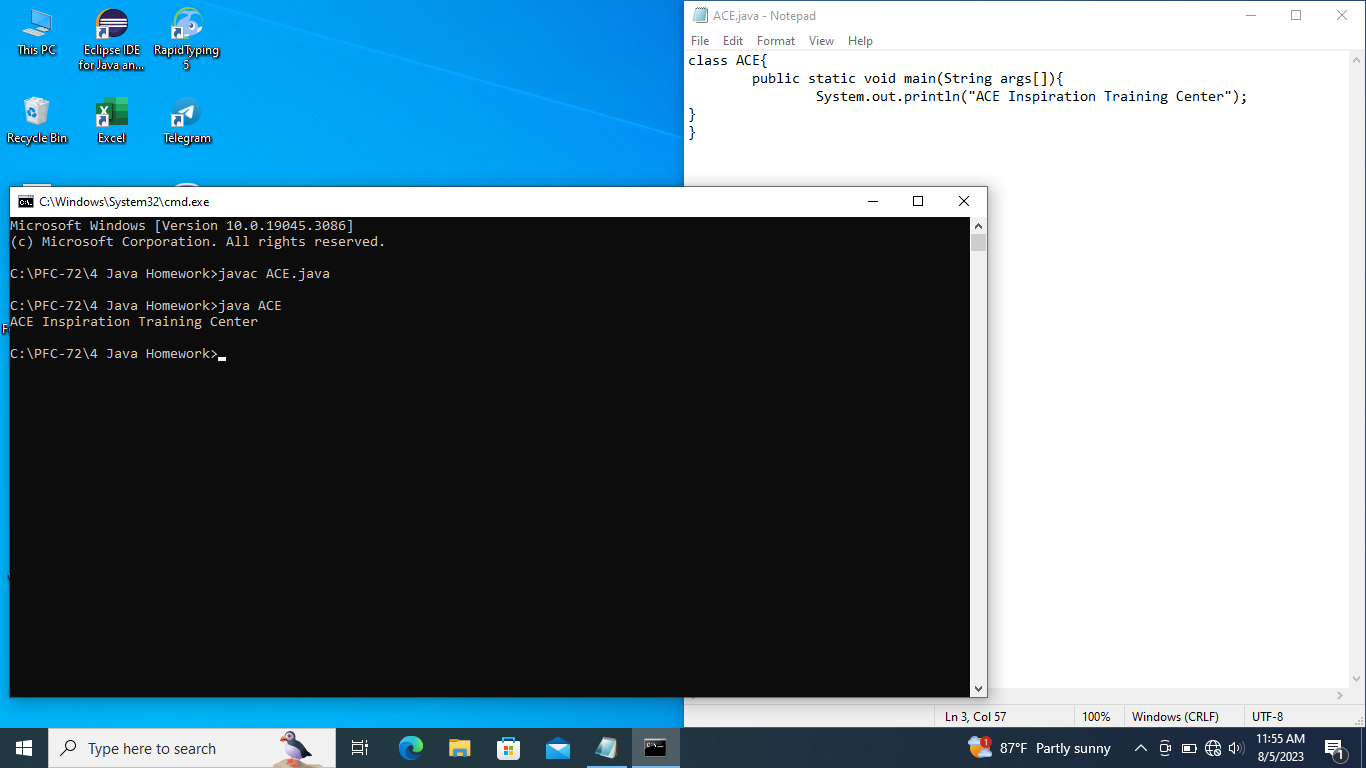 This PC
Eclipse IDE
for Java an...
RapidTyping
5
Recycle Bin
Excel
Telegram
ACE.java - Notepad
File Edit Format View Help
class ACE{
public static void main(String args[]){
System.out.println("ACE Inspiration Training Center");
}
}
C:\Windows\System32\cmd.exe
Microsoft Windows [Version 10.0.19045.3086]
(c) Microsoft Corporation. All rights reserved.
C:\PFC-72\4 Java Homework>javac ACE.java
C:\PFC-72\4 Java Homework>java ACE
ACE Inspiration Training Center
C:\PFC-72\4 Java Homework>
Ln 3, Col 57 100% Windows (CRLF) UTF-8
Type here to search
1
87°F Partly sunny
11:55 AM
8/5/2023
1